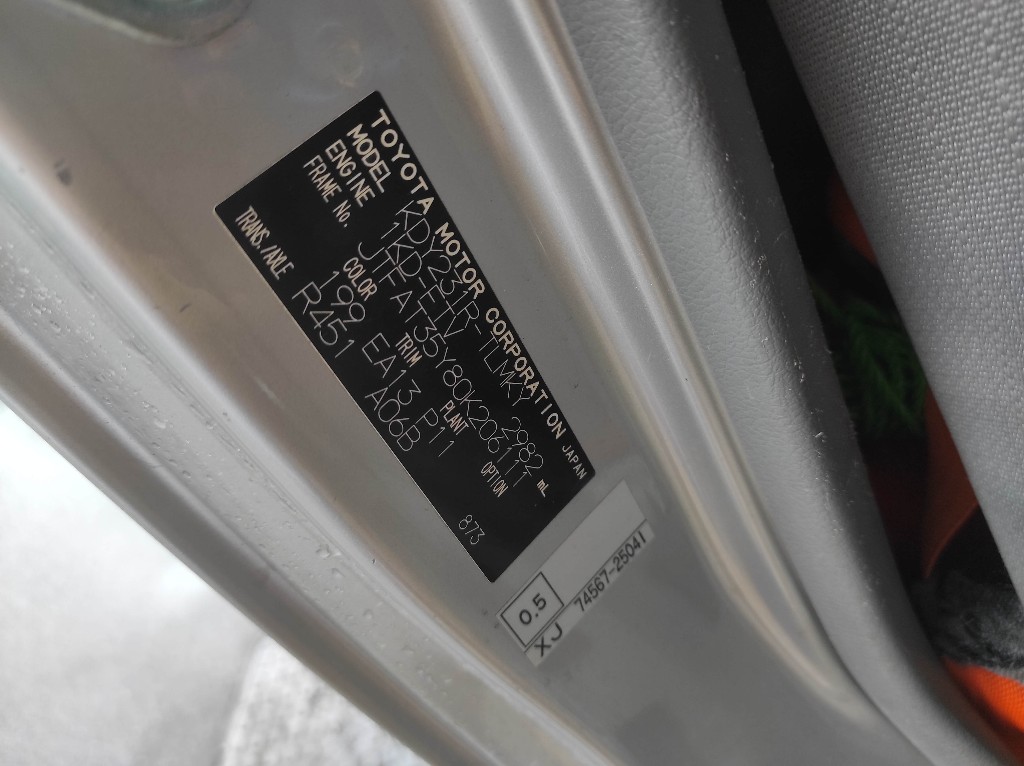 TOYOTA MOTOR CORPORATION JAPAN
MODEL KDY231R-TLMKY
ENGINE 1KD-FTV 2982 mL
FRAME No. JTFAT35Y80K206111
COLOR TRIM PLANT OPTION
199 EA13 P11
TRANS./AXLE R451 A06B
873
0.5
XJ 74567-25041